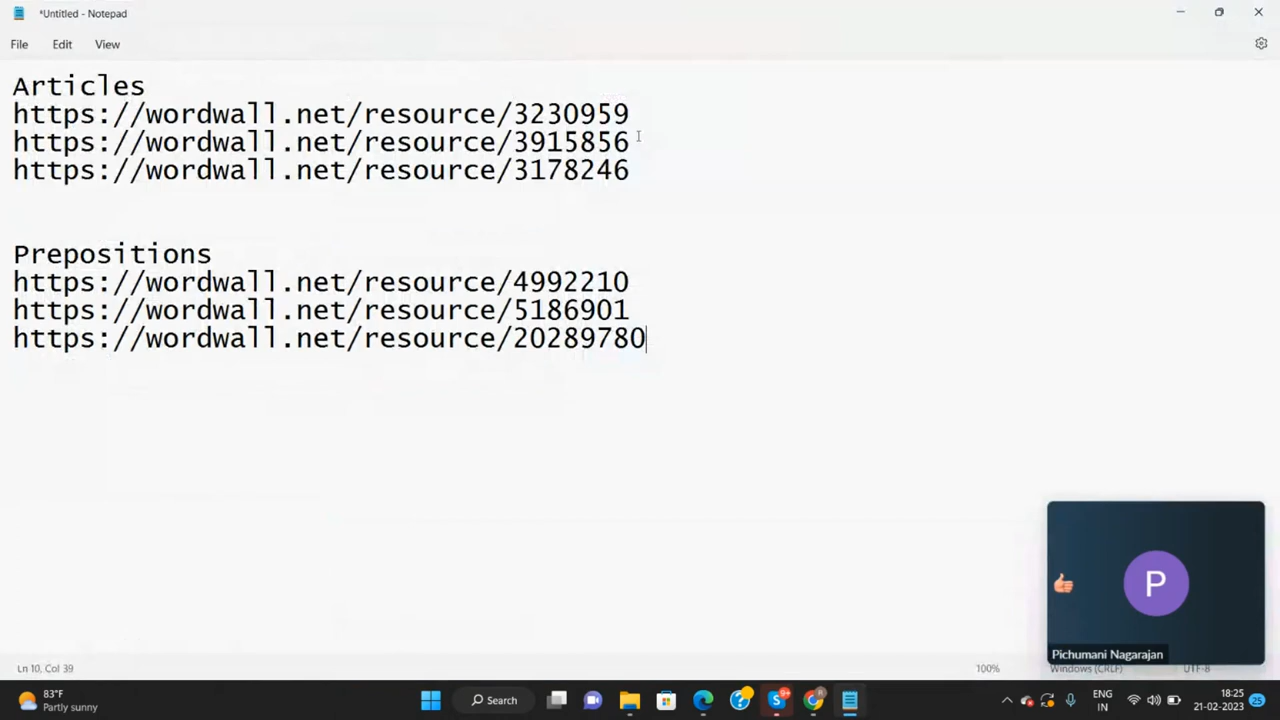 *Untitled - Notepad
File Edit View
Articles
https://wordwall.net/resource/3230959
https://wordwall.net/resource/3915856
https://wordwall.net/resource/3178246
Prepositions
https://wordwall.net/resource/4992210
https://wordwall.net/resource/5186901
https://wordwall.net/resource/20289780
P
Pichumani Nagarajan
Ln 10, Col 39 100% Windows (CRLF) UTF-8
83°F
Partly sunny
Search
ENG
IN
18:25
21-02-2023